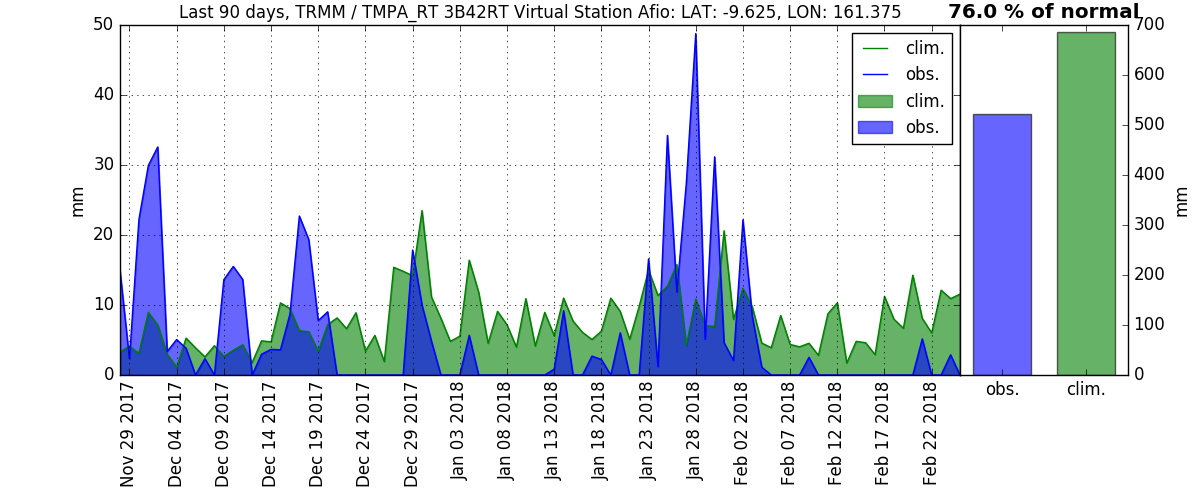 Last 90 days, TRMM / TMPA_RT 3B42RT Virtual Station Afio: LAT: -9.625, LON: 161.375
76.0 % of normal
50
40
30
20
10
0
mm
clim.
obs.
clim.
obs.
700
600
500
400
300
200
100
0
mm
obs.
clim.
Nov 29 2017
Dec 04 2017
Dec 09 2017
Dec 14 2017
Dec 19 2017
Dec 24 2017
Dec 29 2017
Jan 03 2018
Jan 08 2018
Jan 13 2018
Jan 18 2018
Jan 23 2018
Jan 28 2018
Feb 02 2018
Feb 07 2018
Feb 12 2018
Feb 17 2018
Feb 22 2018